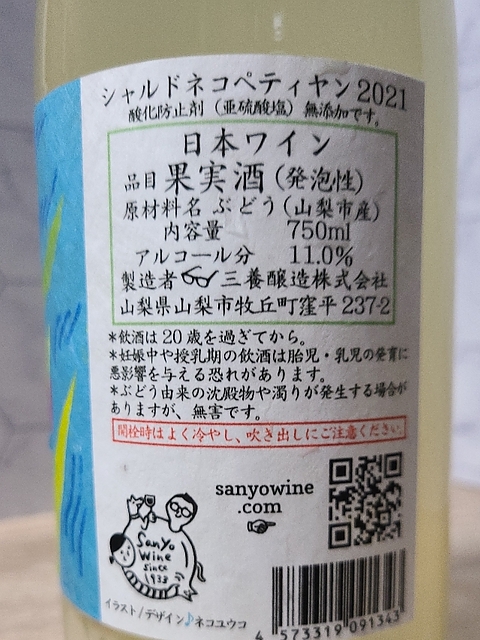 シャルドネコペティヤン2021
酸化防止剤（亜硫酸塩）無添加です。
日本ワイン
品目 果実酒（発泡性）
原材料名 ぶどう（山梨市産）
内容量 750ml
アルコール分 11.0%
製造者 三養醸造株式会社
山梨県山梨市牧丘町窪平237-2
*飲酒は20歳を過ぎてから。
*妊娠中や授乳期の飲酒は胎児・乳児の発育に
悪影響を与える恐れがあります。
*ぶどう由来の沈殿物や濁りが発生する場合が
ありますが、無害です。
開栓時はよく冷やし、吹き出しにご注意ください。
sanyowine
.com
Sanyo
Wine
since
1933
イラスト/デザイン♪ネコユウコ
4 573319 091343